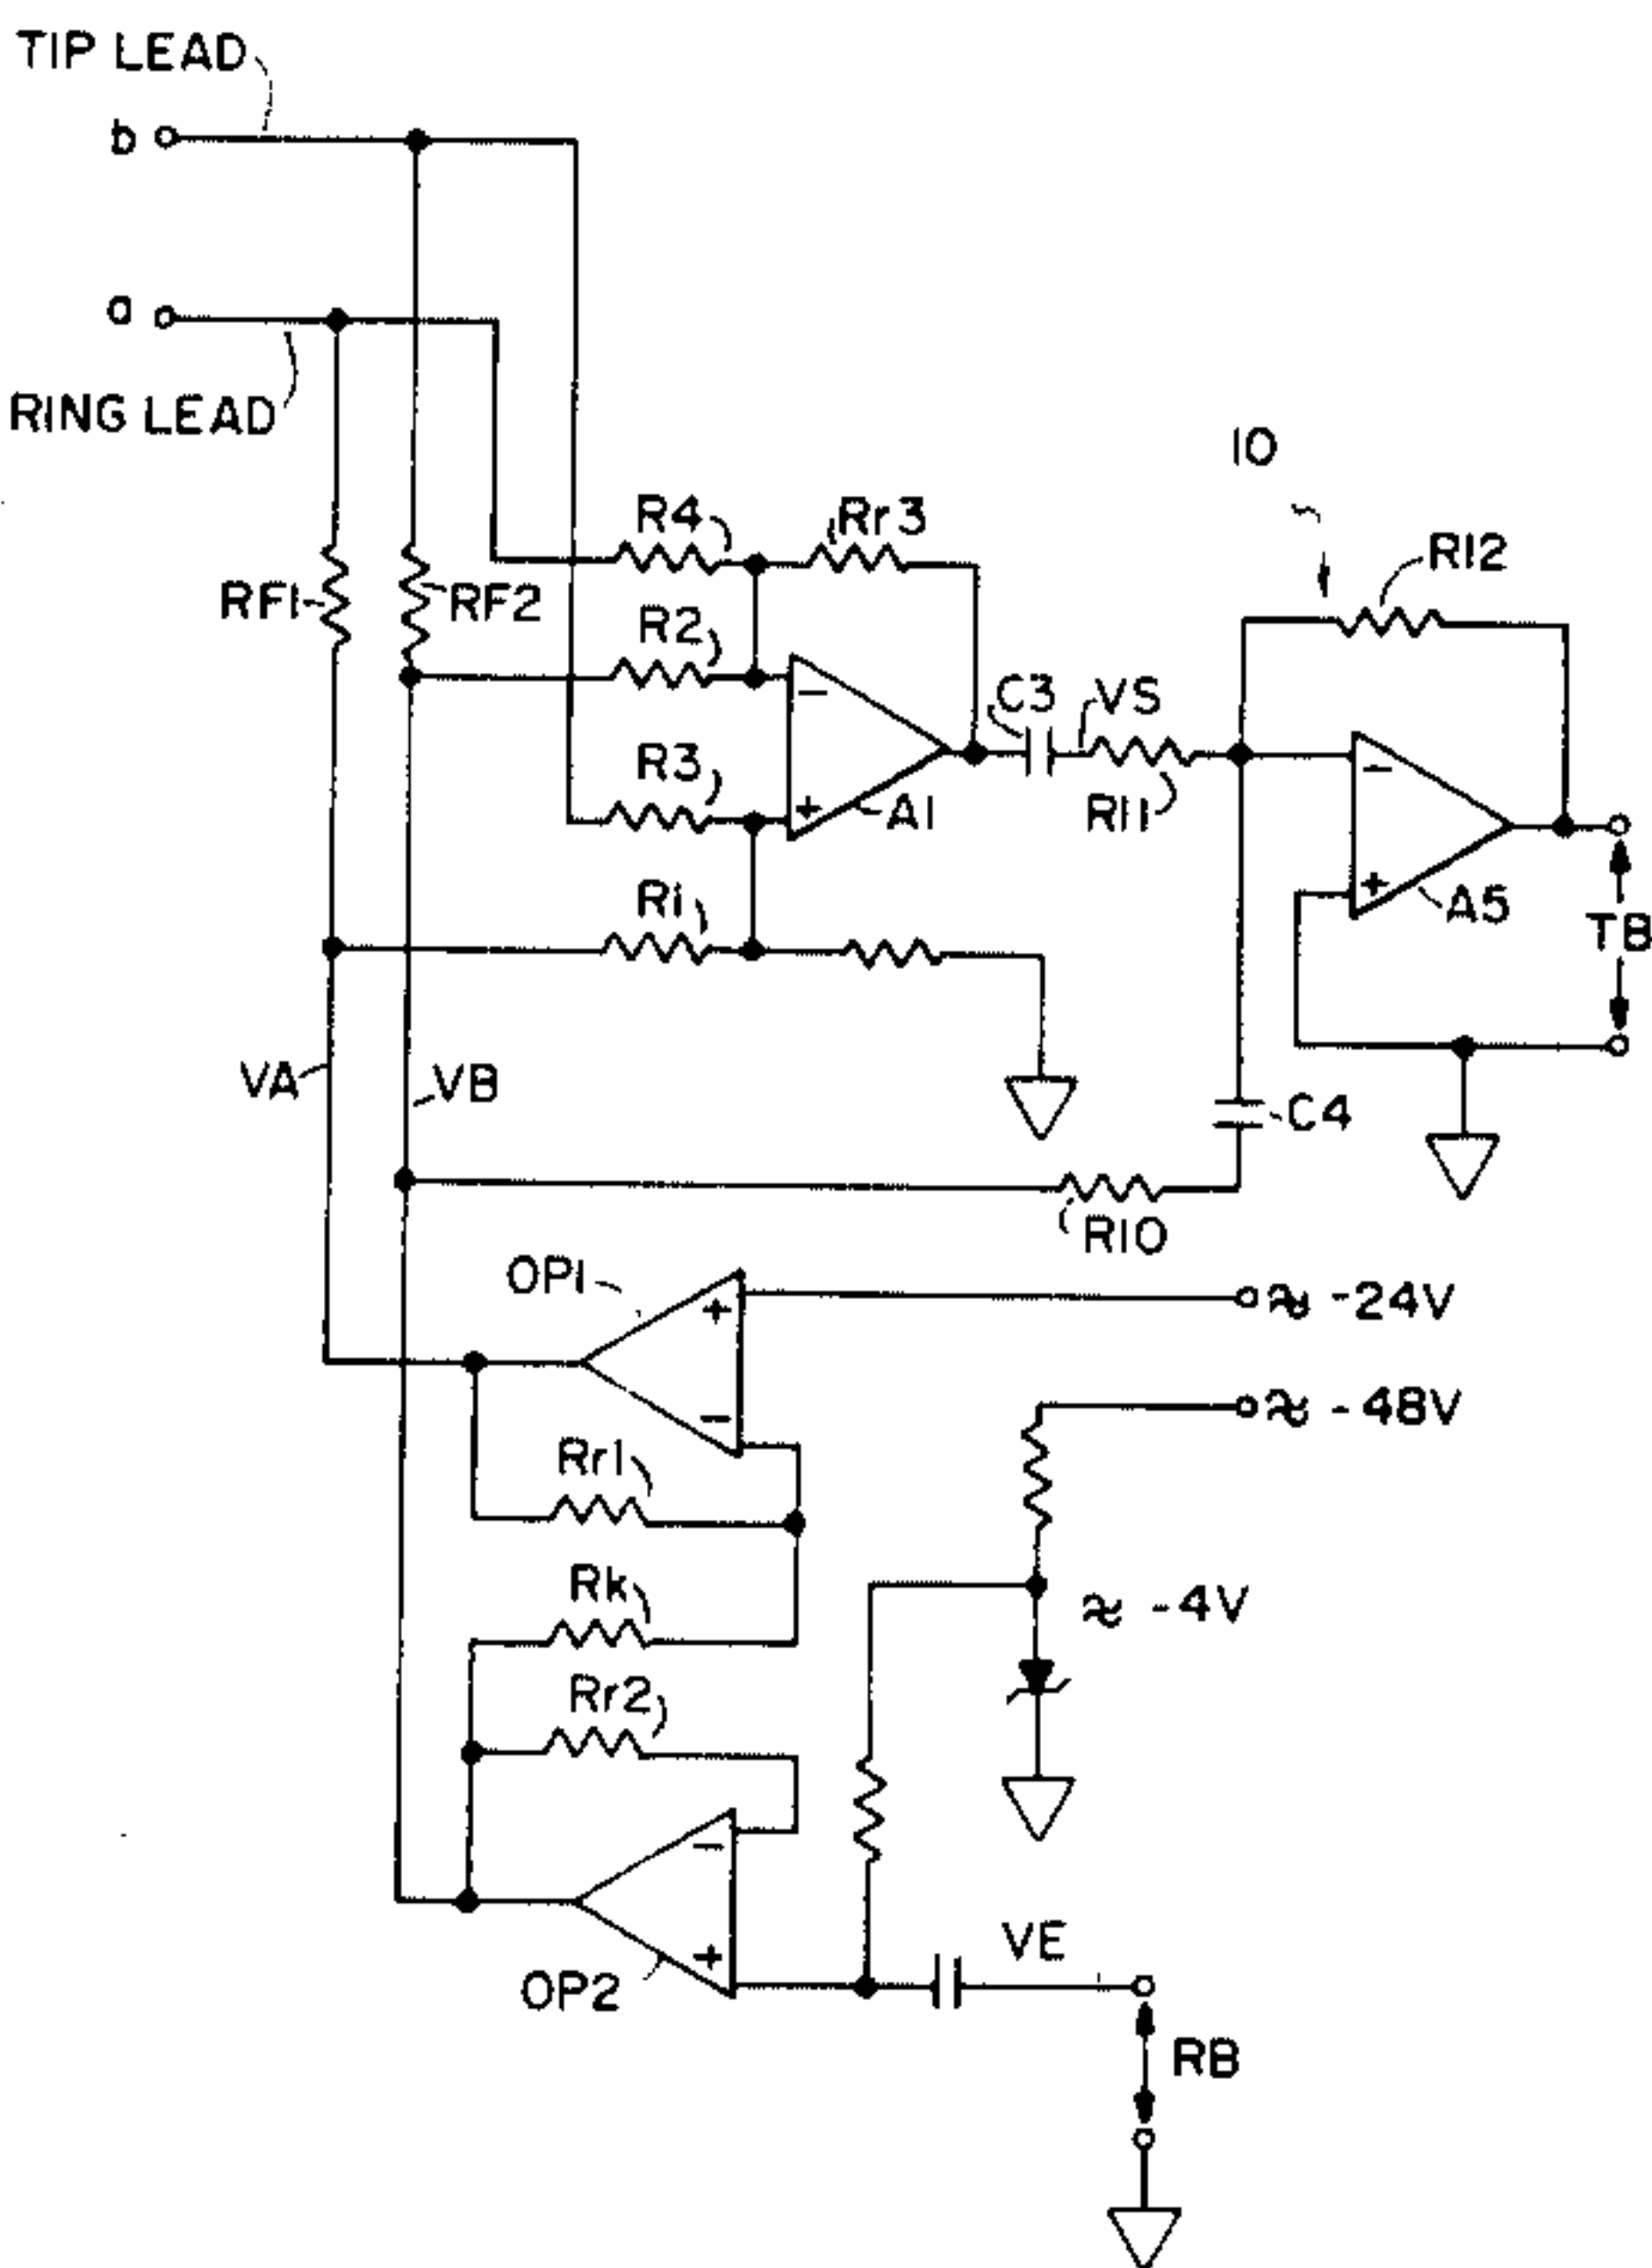 TIP LEAD
b
a
RING LEAD
10
R4
Rr3
R12
RF1
RF2
R2
C3
VS
R3
−
−
+
A1
R11
R1
+
A5
TB
VA
VB
C4
R10
OP1
+
≈ -24V
−
≈ -48V
Rr1
Rk
≈ -4V
Rr2
−
+
VE
OP2
RB